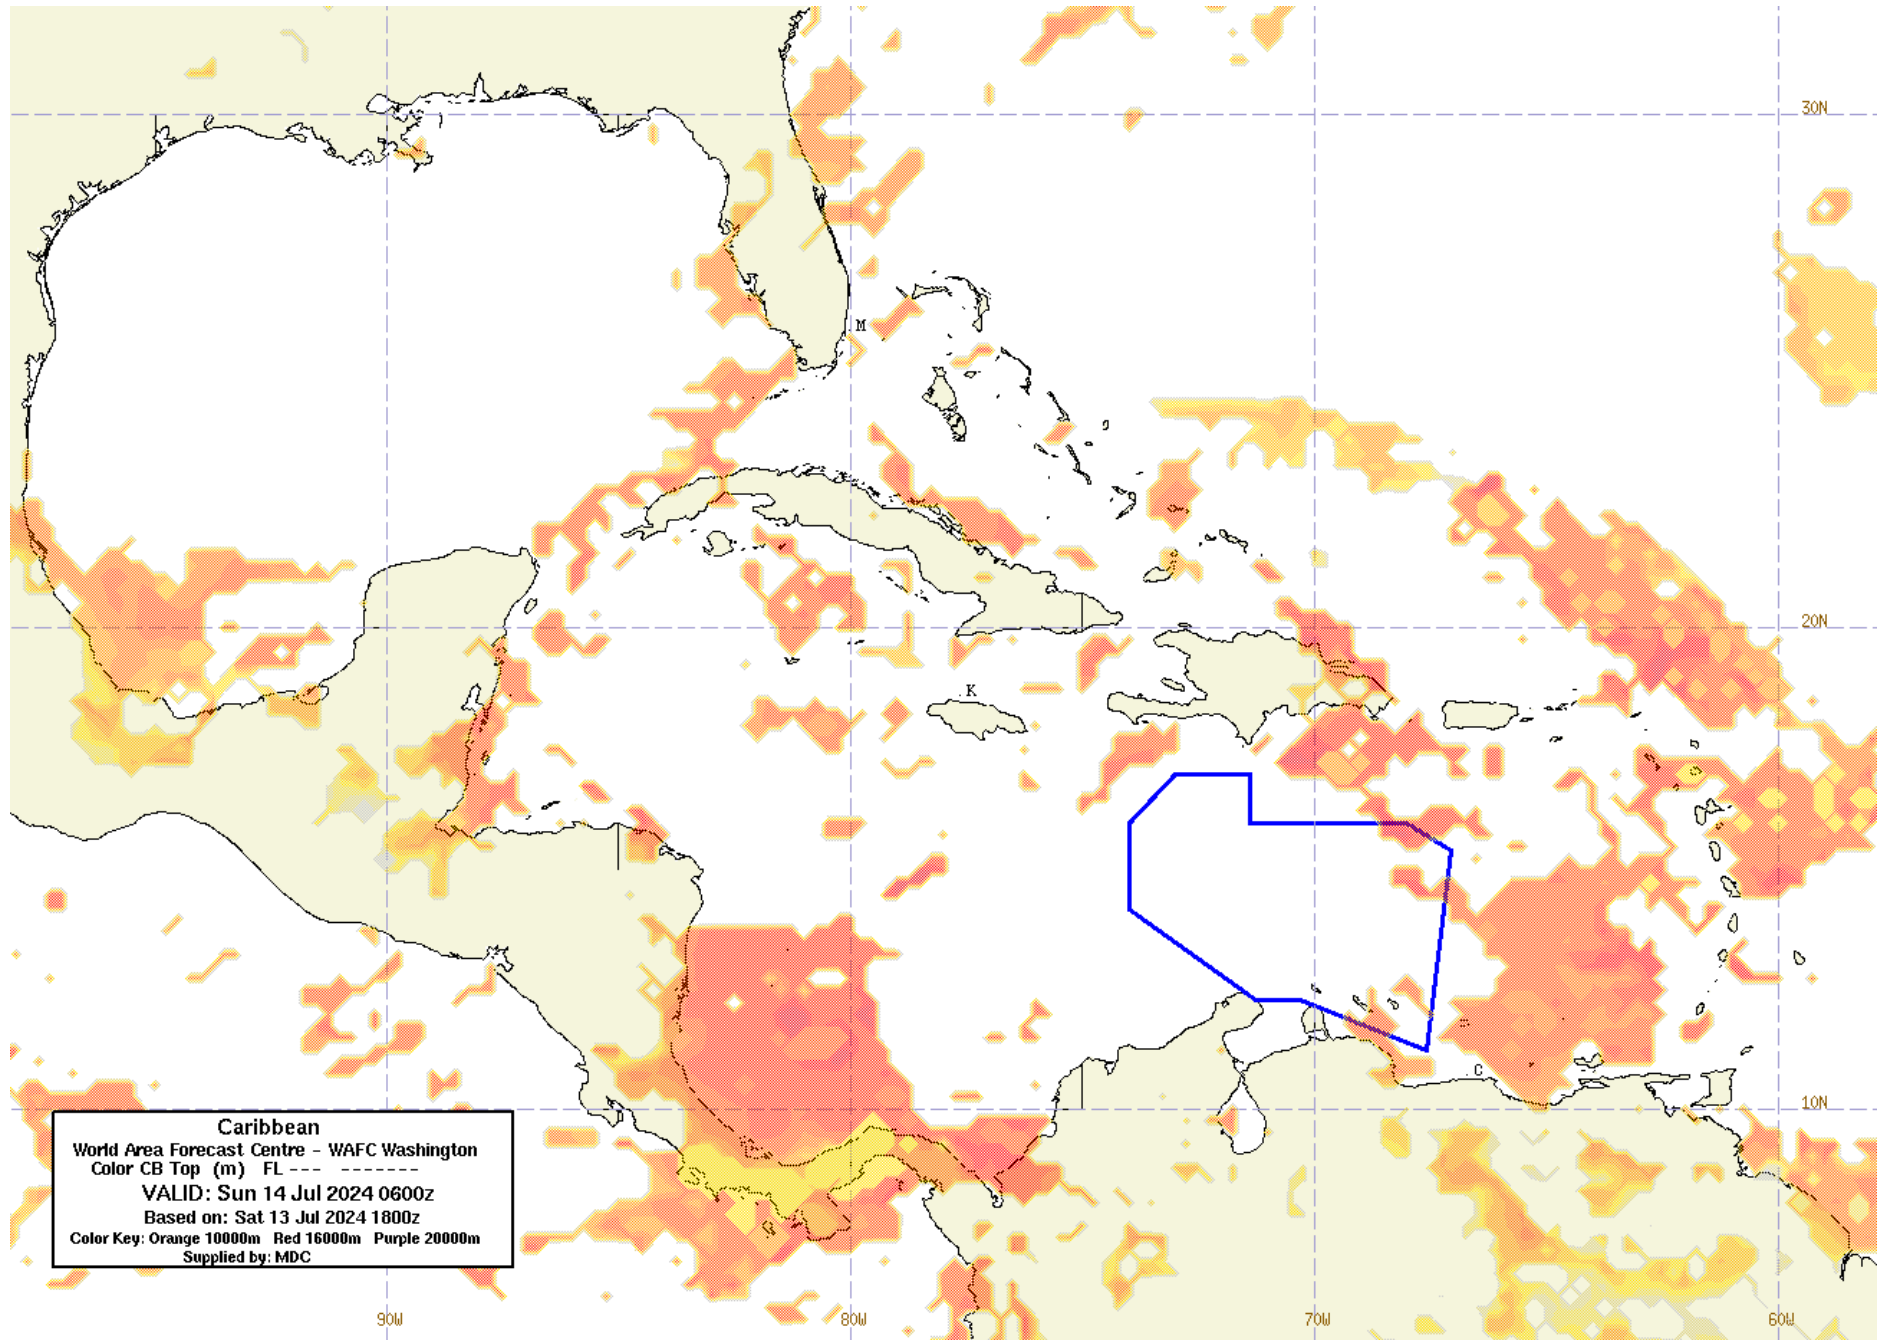 30N
M
20N
K
C
10N
Caribbean
World Area Forecast Centre - WAFC Washington
Color CB Top (m) FL --- -------
VALID: Sun 14 Jul 2024 0600z
Based on: Sat 13 Jul 2024 1800z
Color Key: Orange 10000m Red 16000m Purple 20000m
Supplied by: MDC
90W 80W 70W 60W